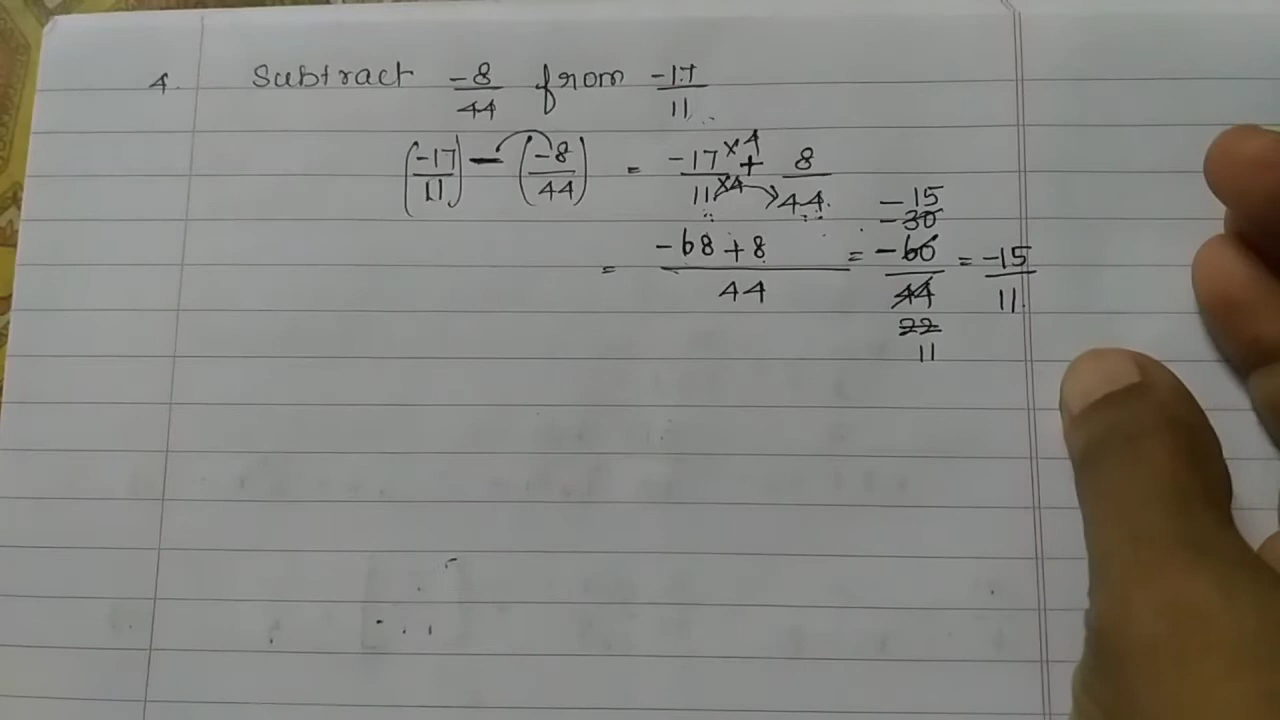 4. Subtract -8/44 from -17/11
(-17/11) - (-8/44) = -17×4/11×4 + 8/44
= -68+8/44 = -60/44 = -15/11
-15
-30
22
11